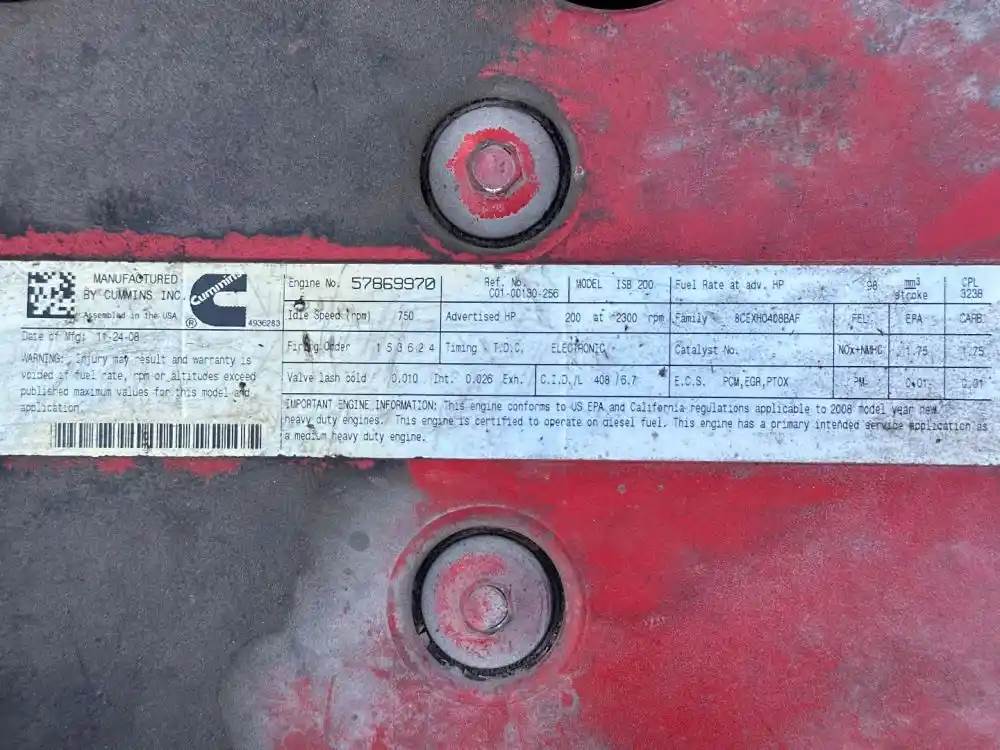 MANUFACTURED
BY CUMMINS INC.
Assembled in the USA
Cummins
®
4936283
Date of Mfg: 11-24-08
WARNING: Injury may result and warranty is
voided if fuel rate, rpm or altitudes exceed
published maximum values for this model and
application.
Engine No. 57869970 Ref. No. C01-00130-256 MODEL ISB 200 Fuel Rate at adv. HP 98 mm³ stroke CPL 3238
Idle Speed (rpm) 750 Advertised HP 200 at 2300 rpm Family 8CEXH0408BAF FEL: EPA CARB
Firing Order 1 5 3 6 2 4 Timing - T.D.C. ELECTRONIC Catalyst No. NOx+NMHC 1.75 1.75
Valve lash cold 0.010 Int. 0.026 Exh. C.I.D./L 408 / 6.7 E.C.S. PCM,EGR,PTOX PM 0.01 0.01
IMPORTANT ENGINE INFORMATION: This engine conforms to US EPA and California regulations applicable to 2008 model year new
heavy duty engines. This engine is certified to operate on diesel fuel. This engine has a primary intended service application as
a medium heavy duty engine.